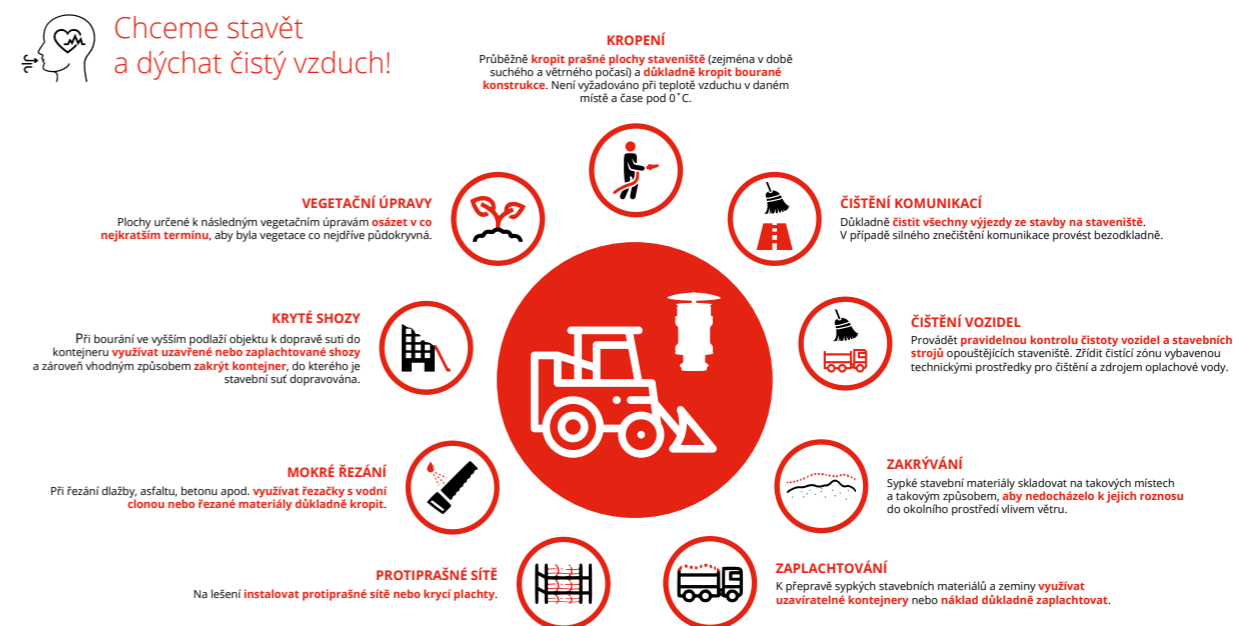 Chceme stavět
a dýchat čistý vzduch!
KROPENÍ
Průběžně kropit prašné plochy staveniště (zejména v době
suchého a větrného počasí) a důkladně kropit bourané
konstrukce. Není vyžadováno při teplotě vzduchu v daném
místě a čase pod 0˚C.
VEGETAČNÍ ÚPRAVY
Plochy určené k následným vegetačním úpravám osázet v co
nejkratším termínu, aby byla vegetace co nejdříve půdokryvná.
ČIŠTĚNÍ KOMUNIKACÍ
Důkladně čistit všechny výjezdy ze stavby na staveniště.
V případě silného znečištění komunikace provést bezodkladně.
KRYTÉ SHOZY
Při bourání ve vyšším podlaží objektu k dopravě suti do
kontejneru využívat uzavřené nebo zaplachtované shozy
a zároveň vhodným způsobem zakrýt kontejner, do kterého je
stavební suť dopravována.
ČIŠTĚNÍ VOZIDEL
Provádět pravidelnou kontrolu čistoty vozidel a stavebních
strojů opouštějících staveniště. Zřídit čistící zónu vybavenou
technickými prostředky pro čištění a zdrojem oplachové vody.
MOKRÉ ŘEZÁNÍ
Při řezání dlažby, asfaltu, betonu apod. využívat řezačky s vodní
clonou nebo řezané materiály důkladně kropit.
ZAKRÝVÁNÍ
Sypké stavební materiály skladovat na takových místech
a takovým způsobem, aby nedocházelo k jejich roznosu
do okolního prostředí vlivem větru.
PROTIPRAŠNÉ SÍTĚ
Na lešení instalovat protiprašné sítě nebo krycí plachty.
ZAPLACHTOVÁNÍ
K přepravě sypkých stavebních materiálů a zeminy využívat
uzavíratelné kontejnery nebo náklad důkladně zaplachtovat.